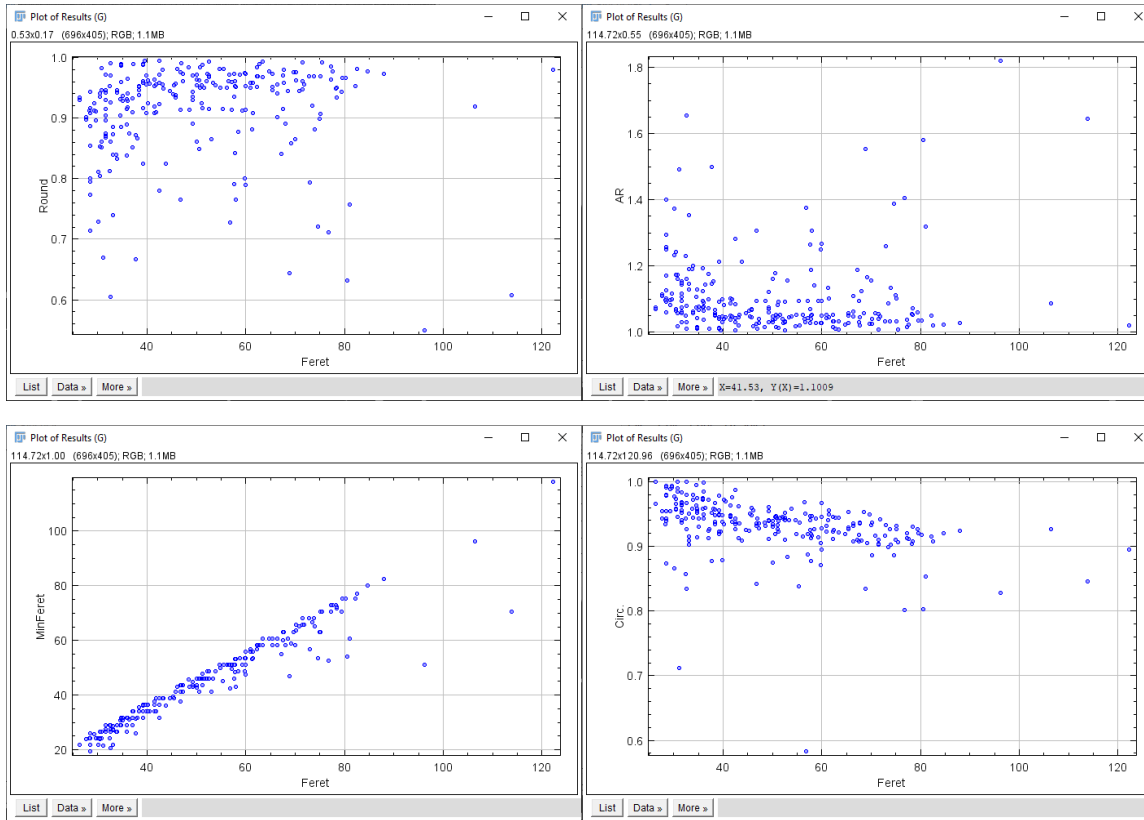 Plot of Results (G)
0.53x0.17 (696x405); RGB; 1.1MB
1.0
0.9
0.8
0.7
0.6
Round
40
60
80
100
120
Feret
List
Data »
More »
Plot of Results (G)
114.72x0.55 (696x405); RGB; 1.1MB
1.8
1.6
1.4
1.2
1.0
AR
40
60
80
100
120
Feret
List
Data »
More »
X=41.53, Y(X)=1.1009
Plot of Results (G)
114.72x1.00 (696x405); RGB; 1.1MB
100
80
60
40
20
MinFeret
40
60
80
100
120
Feret
List
Data »
More »
Plot of Results (G)
114.72x120.96 (696x405); RGB; 1.1MB
1.0
0.9
0.8
0.7
0.6
Circ.
40
60
80
100
120
Feret
List
Data »
More »